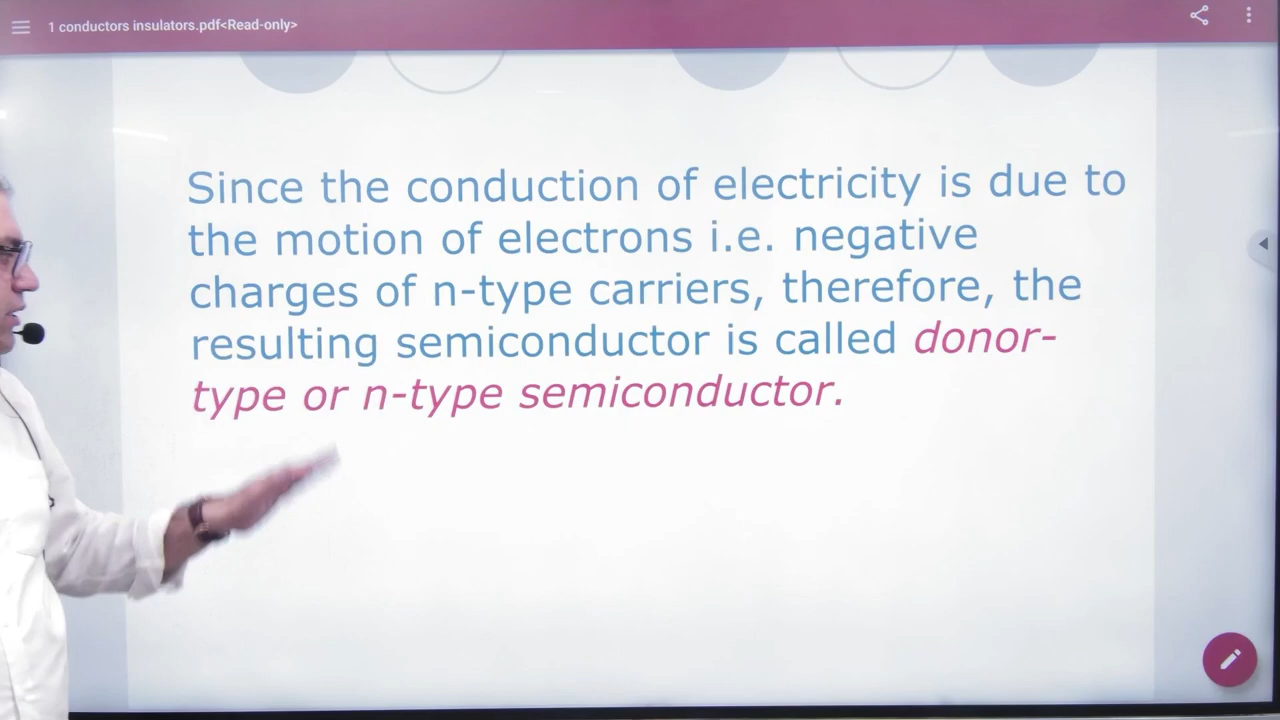 1 conductors insulators.pdf<Read-only>
Since the conduction of electricity is due to
the motion of electrons i.e. negative
charges of n-type carriers, therefore, the
resulting semiconductor is called donor-
type or n-type semiconductor.